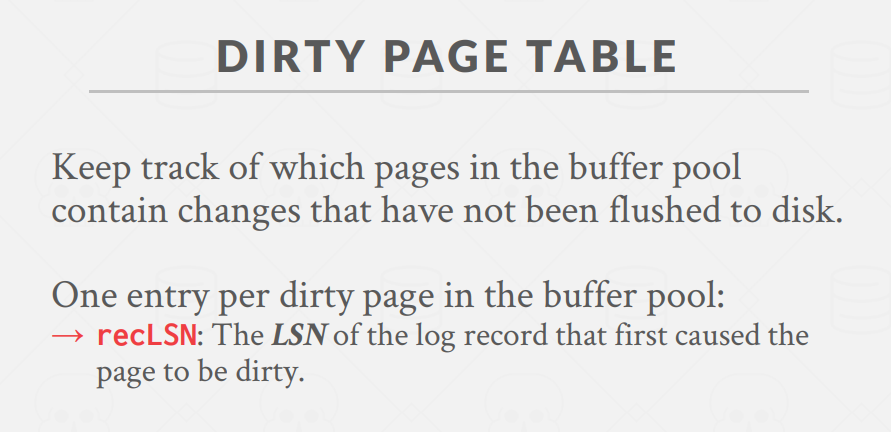 DIRTY PAGE TABLE
Keep track of which pages in the buffer pool
contain changes that have not been flushed to disk.
One entry per dirty page in the buffer pool:
→ recLSN: The LSN of the log record that first caused the
page to be dirty.